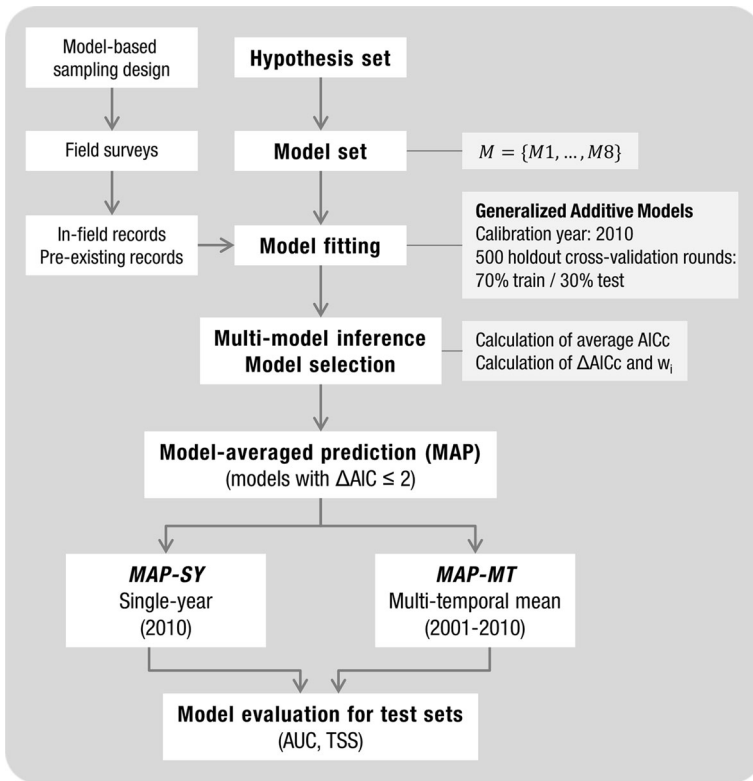 Model-based
sampling design
Hypothesis set
Field surveys
Model set
M = {M1, …, M8}
In-field records
Pre-existing records
Model fitting
Generalized Additive Models
Calibration year: 2010
500 holdout cross-validation rounds:
70% train / 30% test
Multi-model inference
Model selection
Calculation of average AICc
Calculation of ΔAICc and wi
Model-averaged prediction (MAP)
(models with ΔAIC ≤ 2)
MAP-SY
Single-year
(2010)
MAP-MT
Multi-temporal mean
(2001-2010)
Model evaluation for test sets
(AUC, TSS)